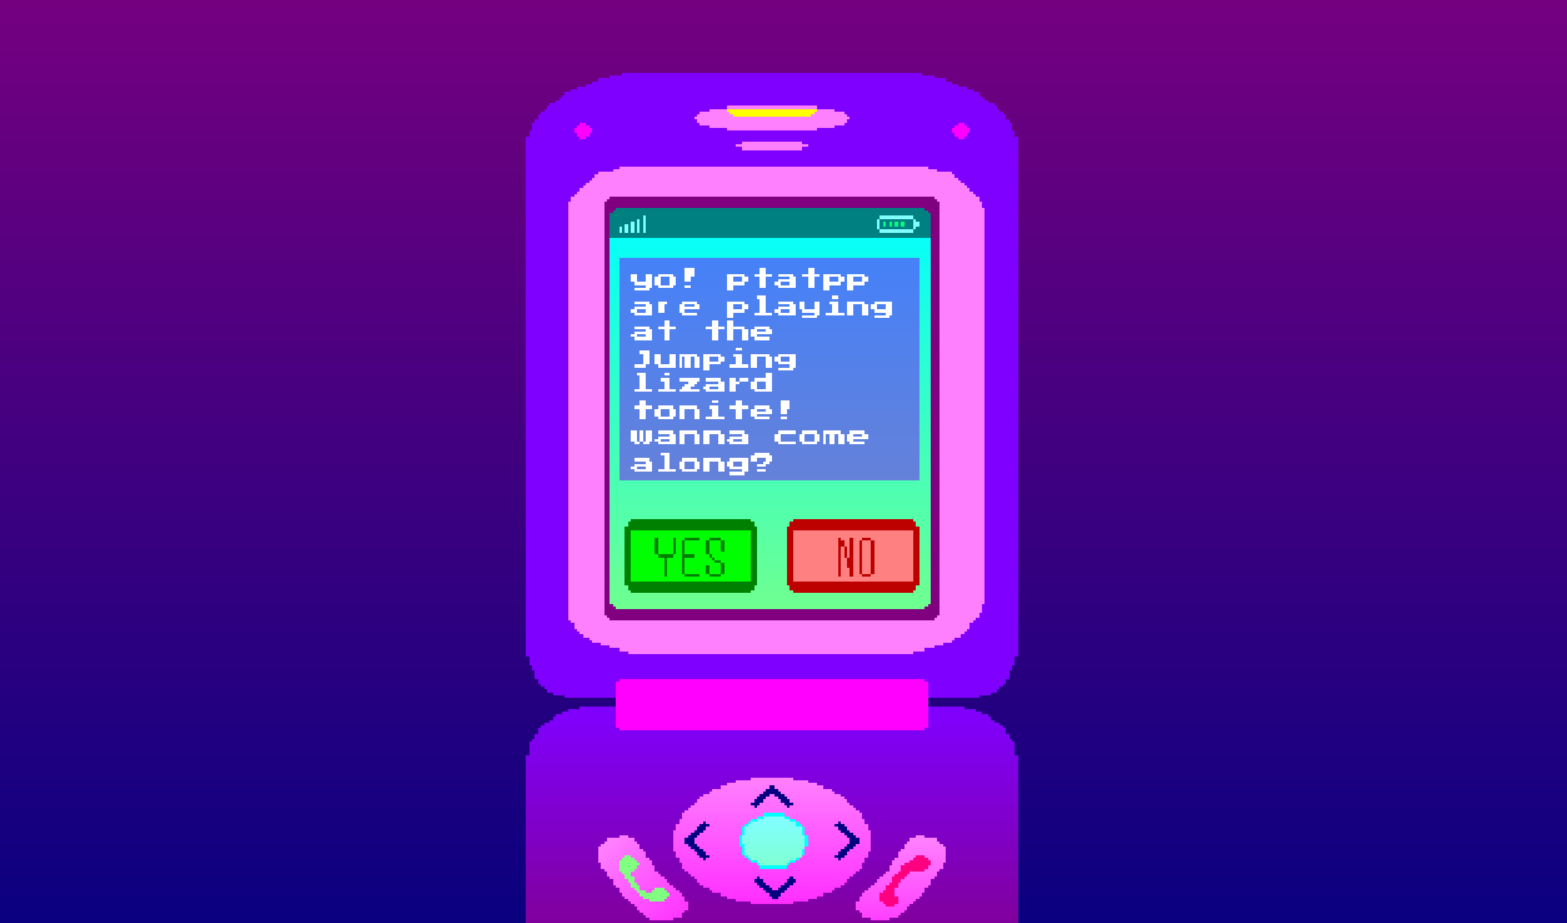 yo! ptatpp
are playing
at the
Jumping
lizard
tonite!
wanna come
along?
YES
NO